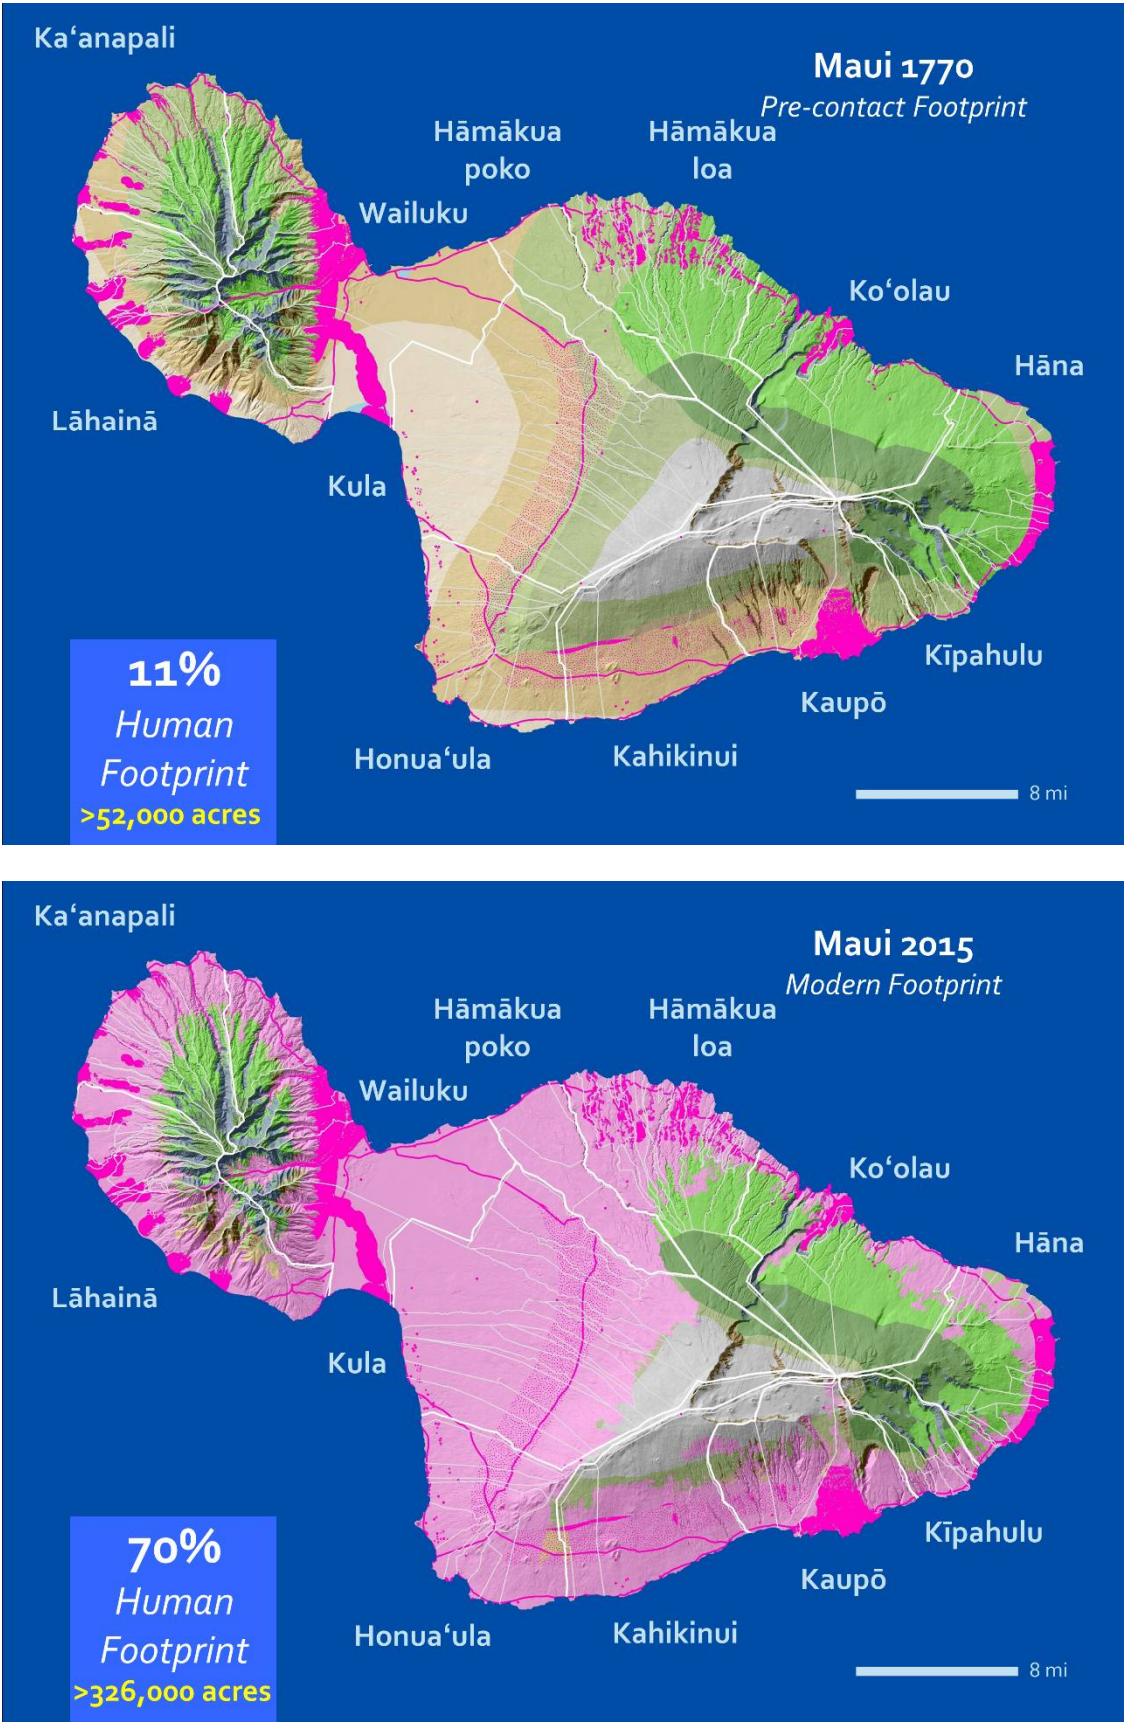 Ka‘anapali
Maui 1770
Pre-contact Footprint
Hāmākua
poko
Hāmākua
loa
Wailuku
Ko‘olau
Hāna
Lāhainā
Kula
Kīpahulu
Kaupō
Honua‘ula
Kahikinui
11%
Human
Footprint
>52,000 acres
8 mi
Ka‘anapali
Maui 2015
Modern Footprint
Hāmākua
poko
Hāmākua
loa
Wailuku
Ko‘olau
Hāna
Lāhainā
Kula
Kīpahulu
Kaupō
Honua‘ula
Kahikinui
70%
Human
Footprint
>326,000 acres
8 mi